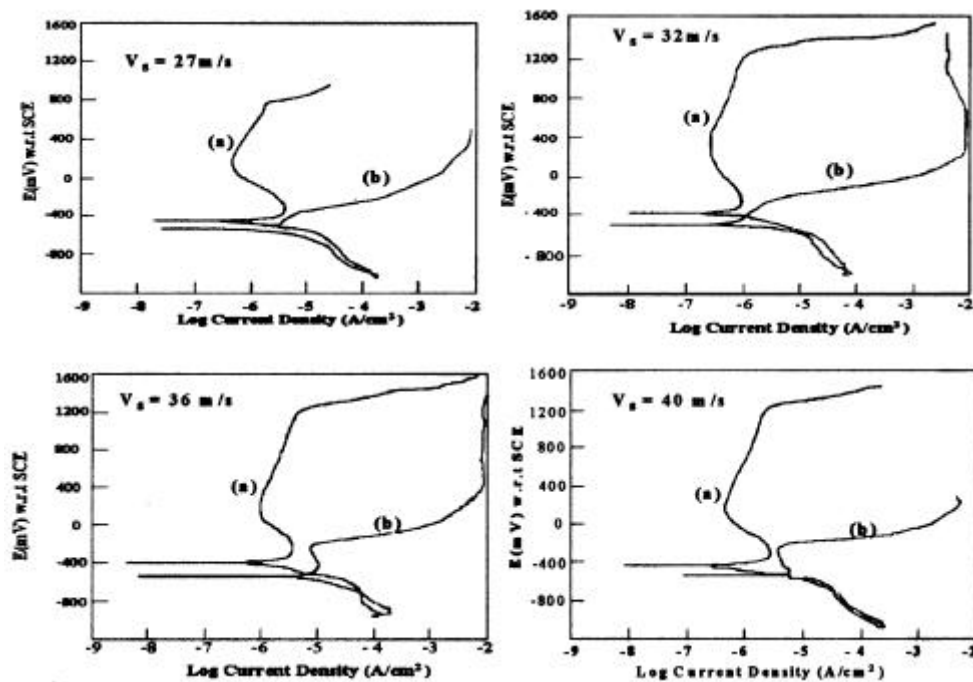 V s = 27 m/s
E(mV) w.r.t SCE
1600
1200
800
400
0
-400
-800
(a)
(b)
-9 -8 -7 -6 -5 -4 -3 -2
Log Current Density (A/cm²)
V s = 32 m/s
E(mV) w.r.t SCE
1600
1200
800
400
0
- 400
- 800
(a)
(b)
-9 -8 -7 -6 -5 -4 -3 -2
Log Current Density (A/cm²)
V s = 36 m/s
E(mV) w.r.t SCE
1600
1200
800
400
0
-400
-800
(a)
(b)
-9 -8 -7 -6 -5 -4 -3 -2
Log Current Density (A/cm²)
V s = 40 m/s
E(mV) w.r.t SCE
1600
1200
800
400
0
-400
-800
(a)
(b)
-9 -8 -7 -6 -5 -4 -3 -2
Log Current Density (A/cm²)